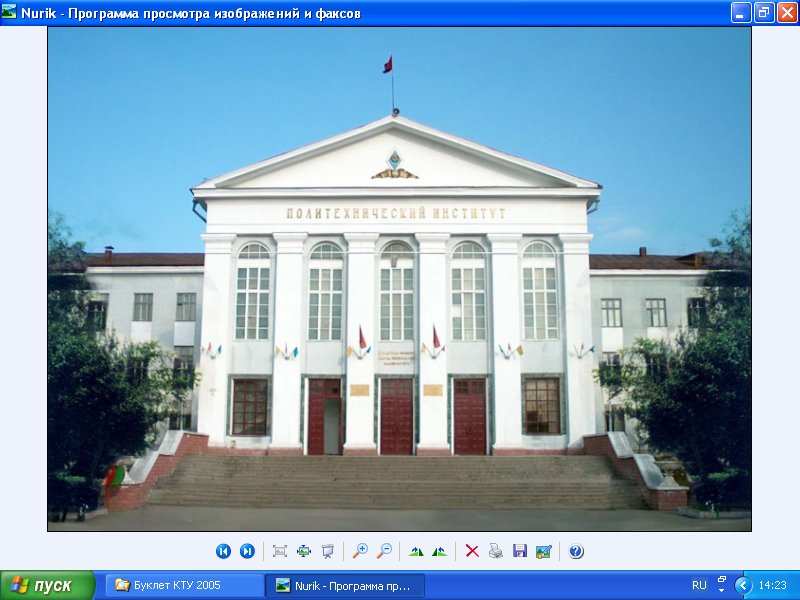 Nurik - Программа просмотра изображений и факсов
ПОЛИТЕХНИЧЕСКИЙ ИНСТИТУТ
пуск
Буклет КТУ 2005
Nurik - Программа пр...
RU
14:23